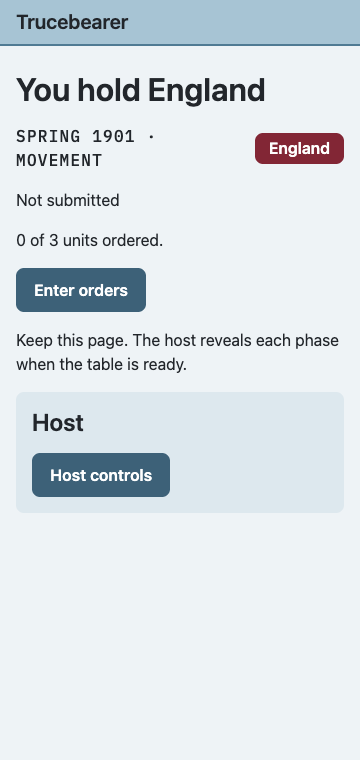 Trucebearer
You hold England
SPRING 1901 ·
MOVEMENT
England
Not submitted
0 of 3 units ordered.
Enter orders
Keep this page. The host reveals each phase
when the table is ready.
Host
Host controls